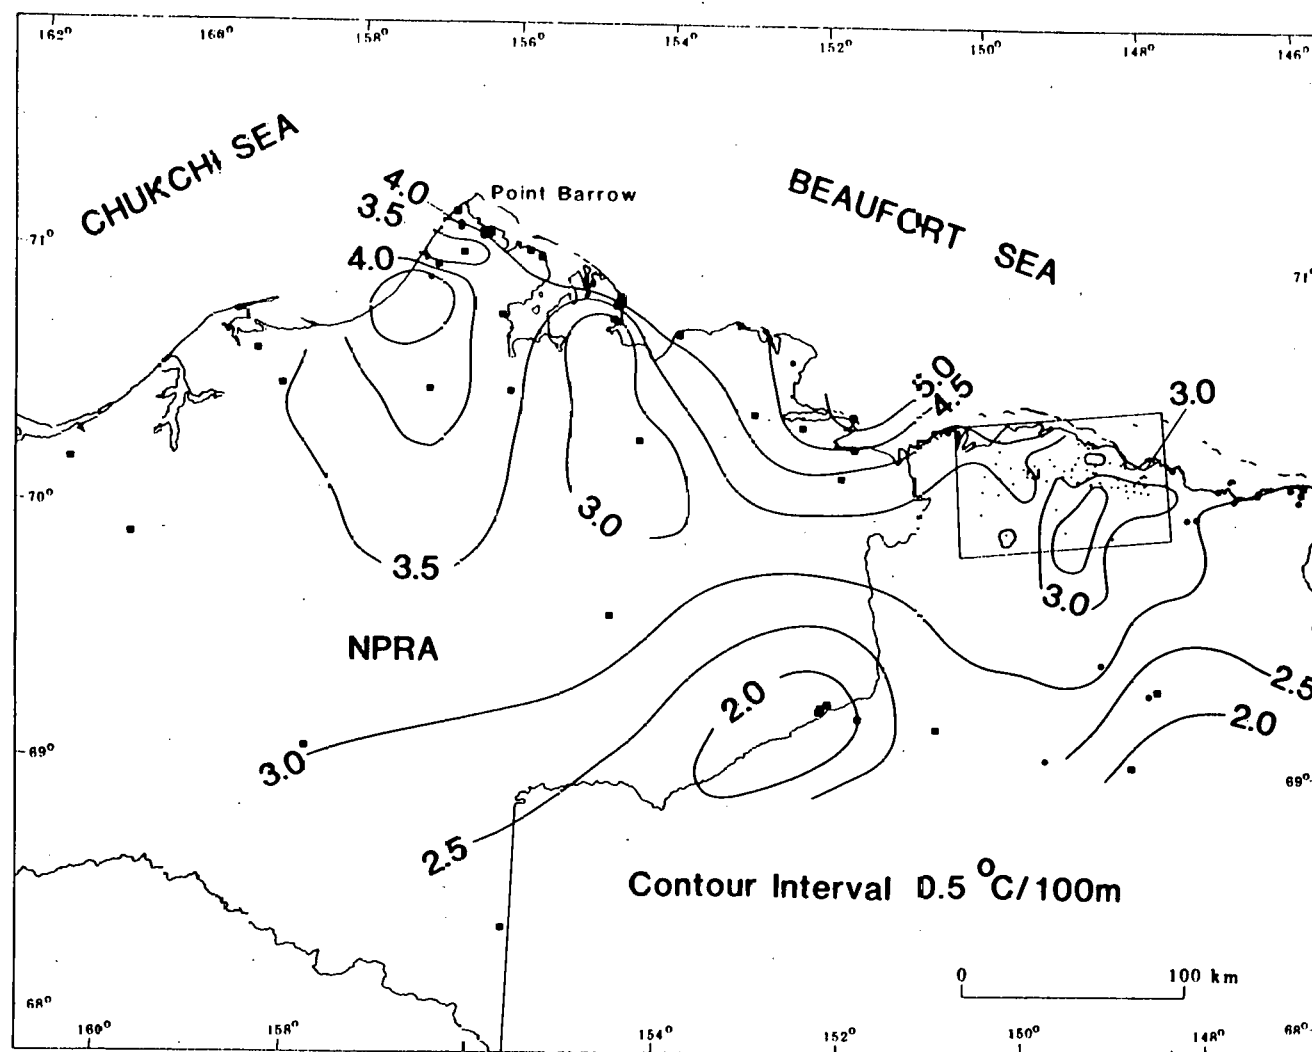 162° 160° 158° 156° 154° 152° 150° 148° 146°
CHUKCHI SEA
BEAUFORT SEA
Point Barrow
4.0
3.5
4.0
71°
71°
5.0
4.5
3.0
70°
3.0
3.5
3.0
NPRA
2.5
2.0
2.0
69°
3.0
69°
2.5
Contour Interval 0.5 °C/100m
0 100 km
68°
68°
160° 158° 154° 152° 150° 148°